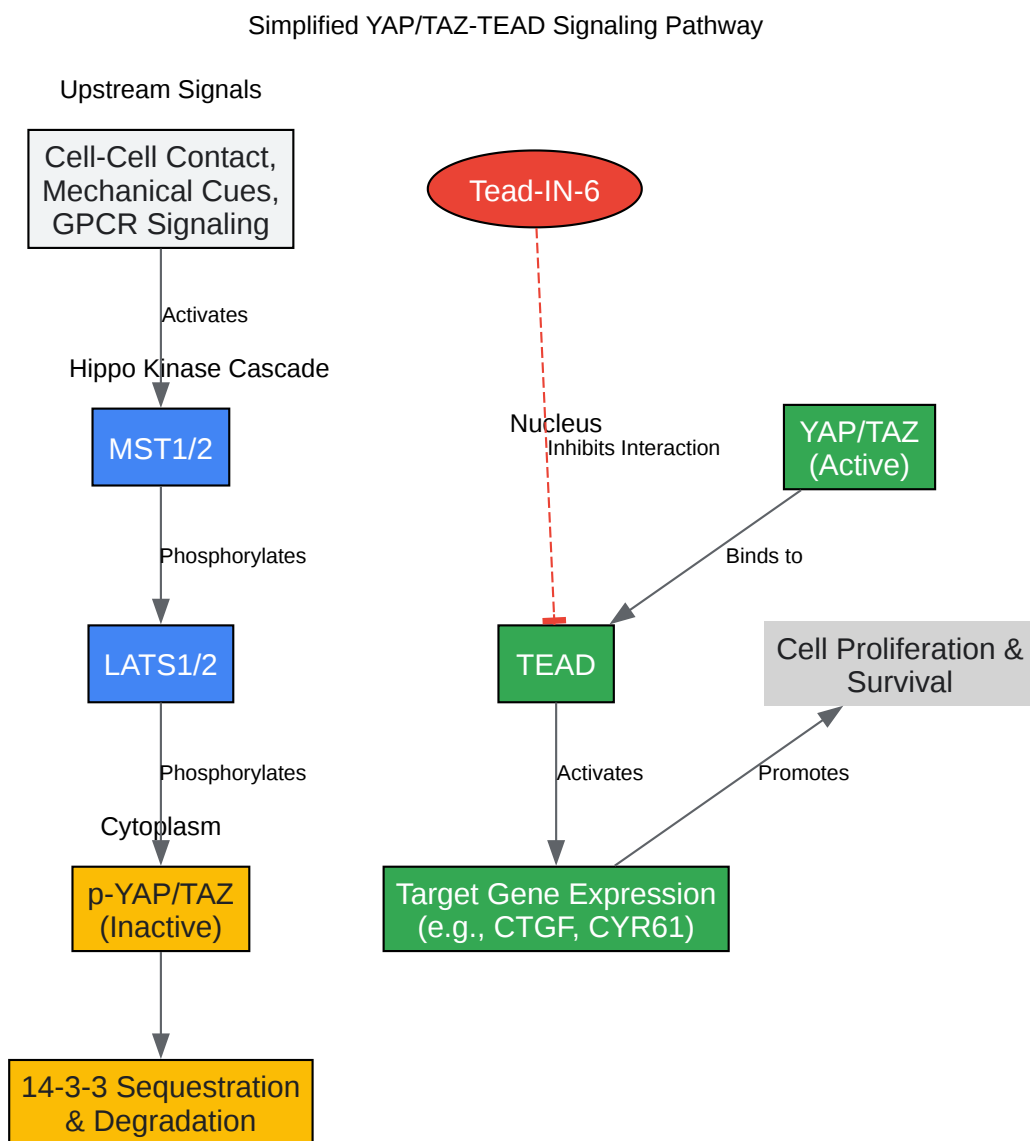 Simplified YAP/TAZ-TEAD Signaling Pathway
Upstream Signals
Cell-Cell Contact,
Mechanical Cues,
GPCR Signaling
Activates
Hippo Kinase Cascade
MST1/2
Phosphorylates
LATS1/2
Phosphorylates
Cytoplasm
p-YAP/TAZ
(Inactive)
14-3-3 Sequestration
& Degradation
Tead-IN-6
Nucleus
Inhibits Interaction
YAP/TAZ
(Active)
Binds to
TEAD
Activates
Target Gene Expression
(e.g., CTGF, CYR61)
Promotes
Cell Proliferation &
Survival